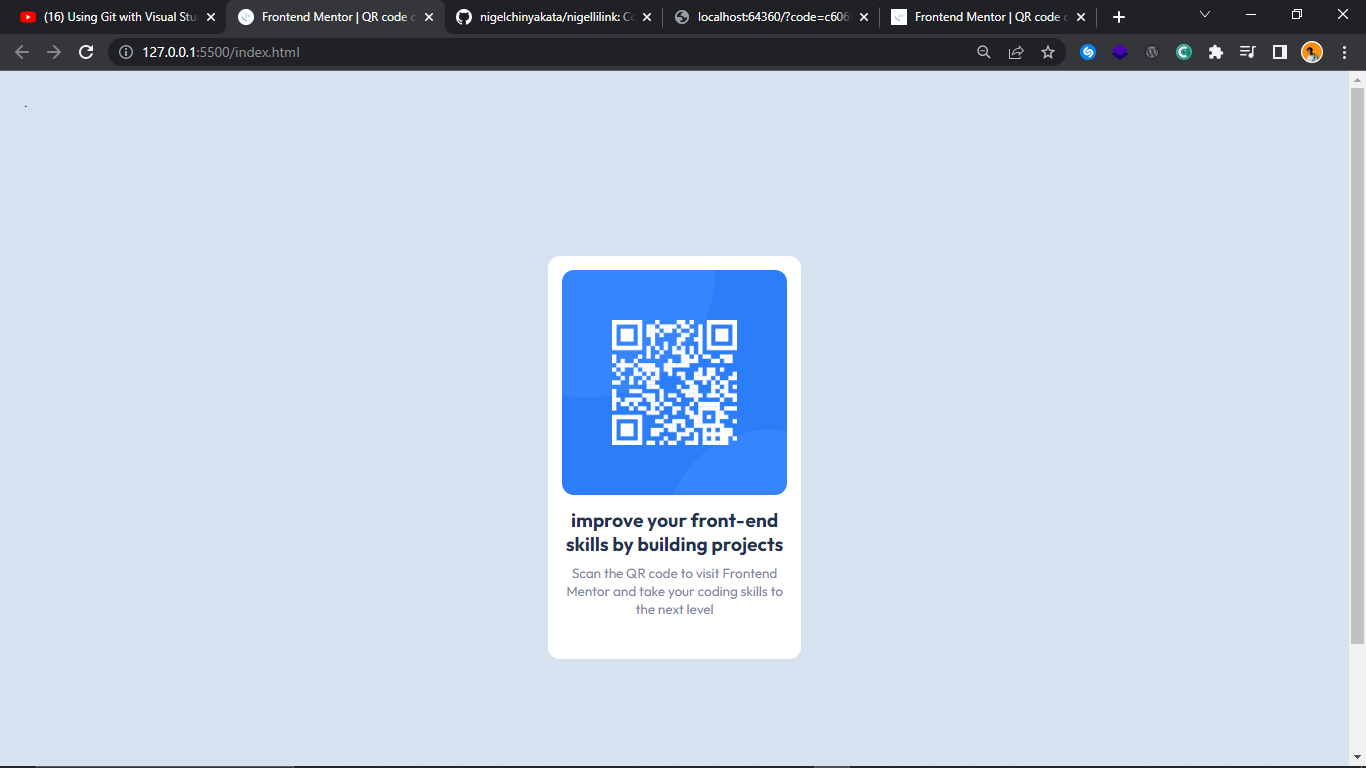 (16) Using Git with Visual Stu
Frontend Mentor | QR code c
nigelchinyakata/nigellilink: Co
localhost:64360/?code=c606
Frontend Mentor | QR code c
127.0.0.1:5500/index.html
.
improve your front-end
skills by building projects
Scan the QR code to visit Frontend
Mentor and take your coding skills to
the next level